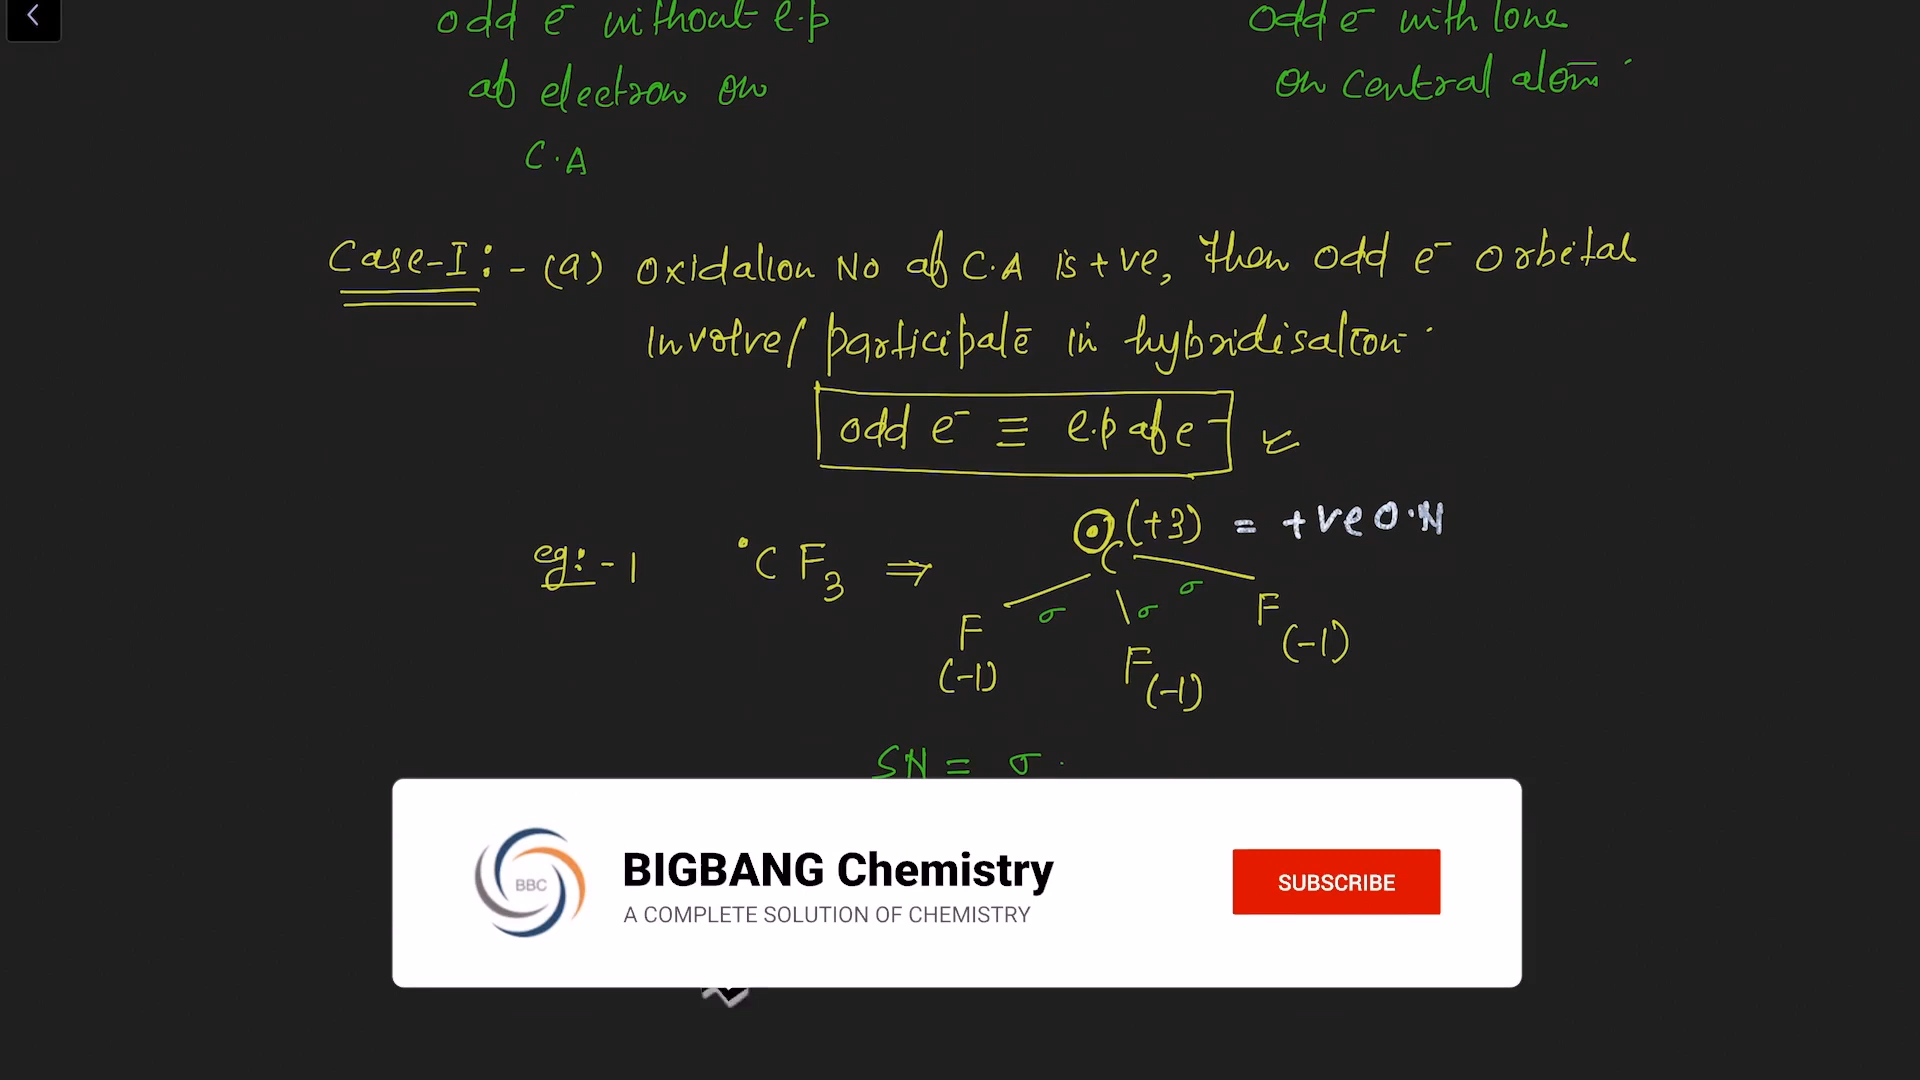 odd e⁻ without l.p
of electron on
C.A
Odd e⁻ with lone
on central atom.
Case-I:- (a) Oxidation No of C.A is +ve, then odd e⁻ orbital
Involve/participate in hybridisation.
odd e⁻ ≡ l.p of e⁻
(+3) = +ve O.N
eg:-1 •CF₃ ⇒ C
σ σ σ
F F F
(-1) (-1) (-1)
SN = σ
BBC
BIGBANG Chemistry
A COMPLETE SOLUTION OF CHEMISTRY
SUBSCRIBE